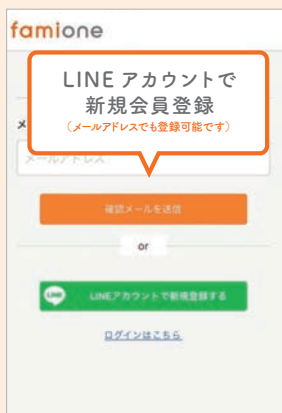 famione
LINE アカウントで
新規会員登録
(メールアドレスでも登録可能です)
メ
メールアドレス
確認メールを送信
or
LINE
LINEアカウントで新規登録する
ログインはこちら